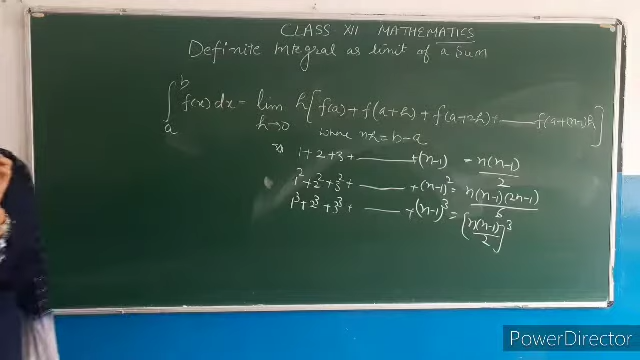 CLASS XII MATHEMATICS
Definite Integral as limit of a Sum
∫ₐᵇ f(x) dx = lim h→0 h[f(a) + f(a+h) + f(a+2h) + —— f(a+(n-1)h]
where nh = b-a
1 + 2 + 3 + —— + (n-1) = n(n-1)/2
1² + 2² + 3² + —— + (n-1)² = n(n-1)(2n-1)/6
1³ + 2³ + 3³ + —— + (n-1)³ = [n(n-1)/2]³
PowerDirector